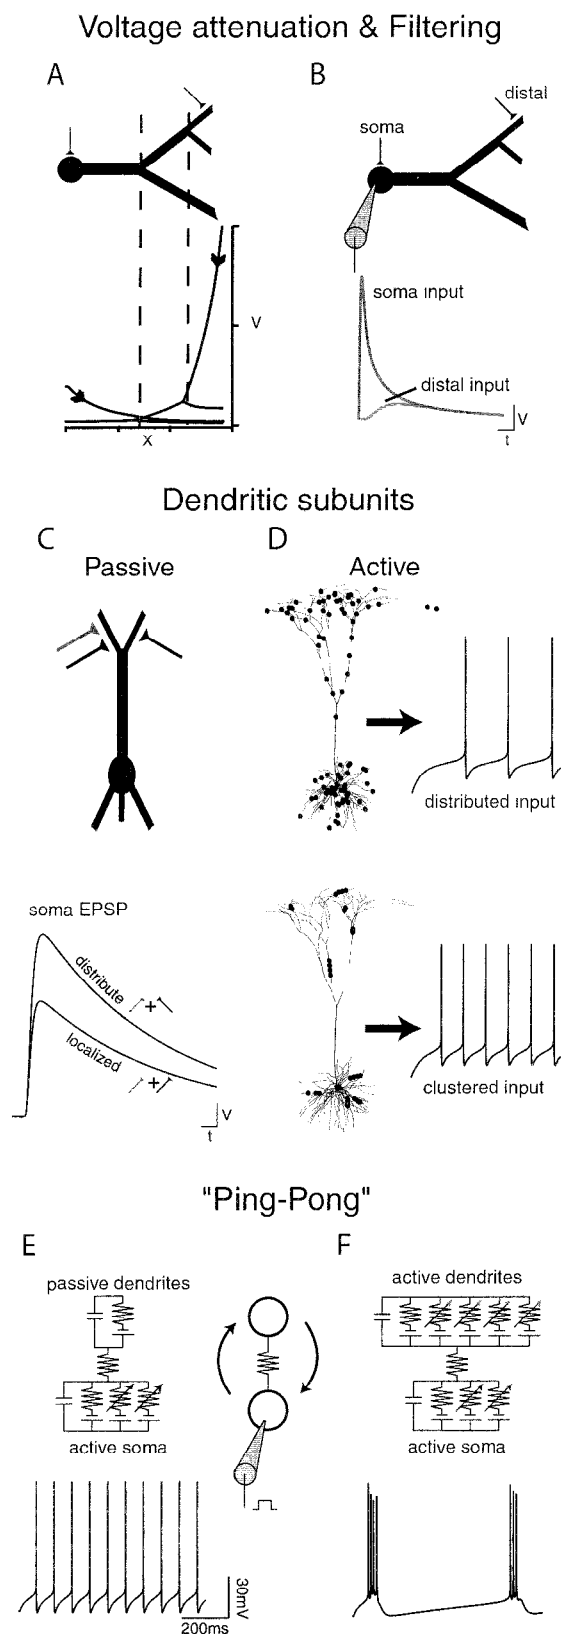 Voltage attenuation & Filtering
A
B
distal
soma
V
X
soma input
distal input
V
t
Dendritic subunits
C
D
Passive
Active
distributed input
soma EPSP
distribute
+
localized
+
V
t
clustered input
"Ping-Pong"
E
F
passive dendrites
active soma
active dendrites
active soma
30mV
200ms